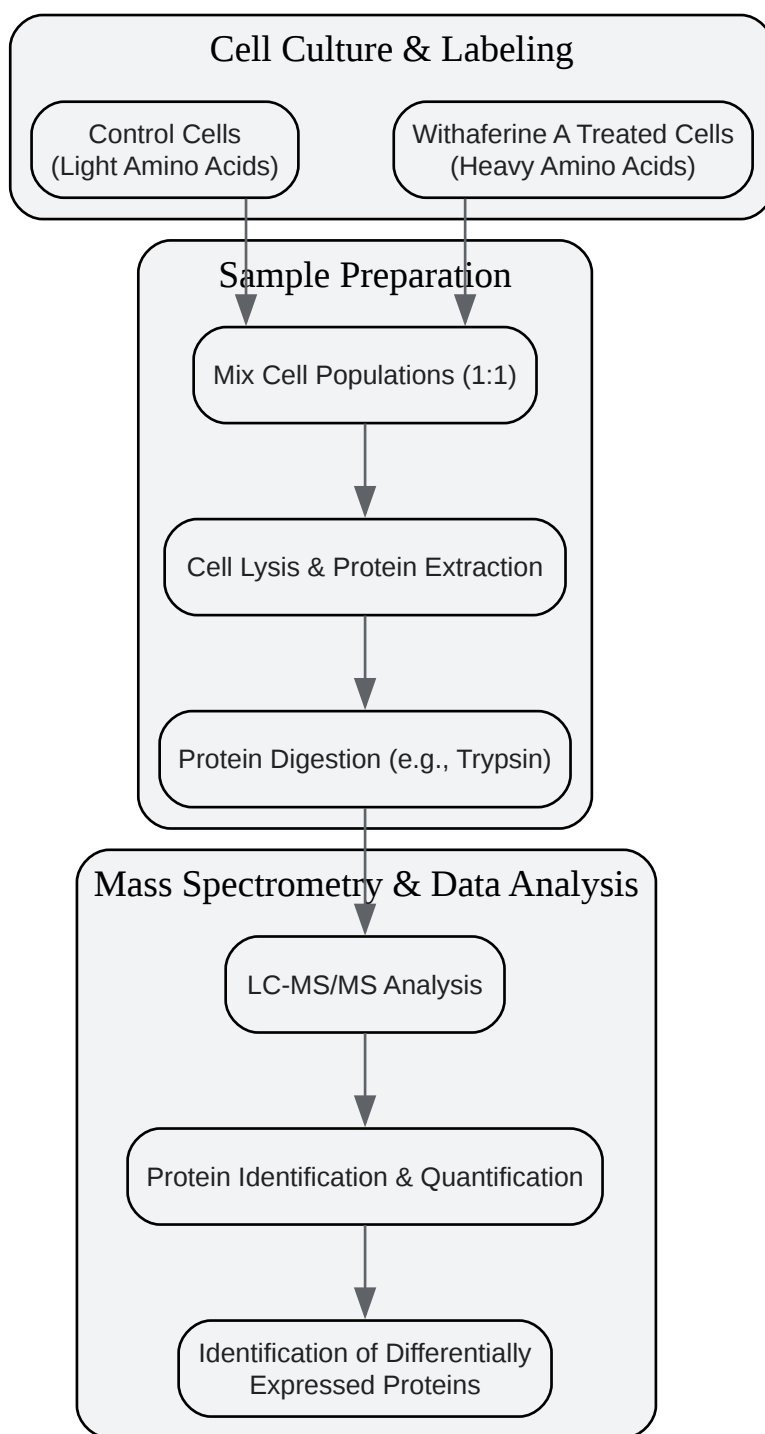 Cell Culture & Labeling
Control Cells
(Light Amino Acids)
Withaferine A Treated Cells
(Heavy Amino Acids)
Sample Preparation
Mix Cell Populations (1:1)
Cell Lysis & Protein Extraction
Protein Digestion (e.g., Trypsin)
Mass Spectrometry & Data Analysis
LC-MS/MS Analysis
Protein Identification & Quantification
Identification of Differentially
Expressed Proteins